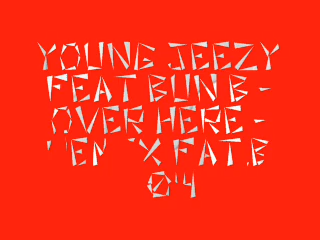 YOUNG JEEZY
FEAT BUN B -
OVER HERE -
FAT.B
04